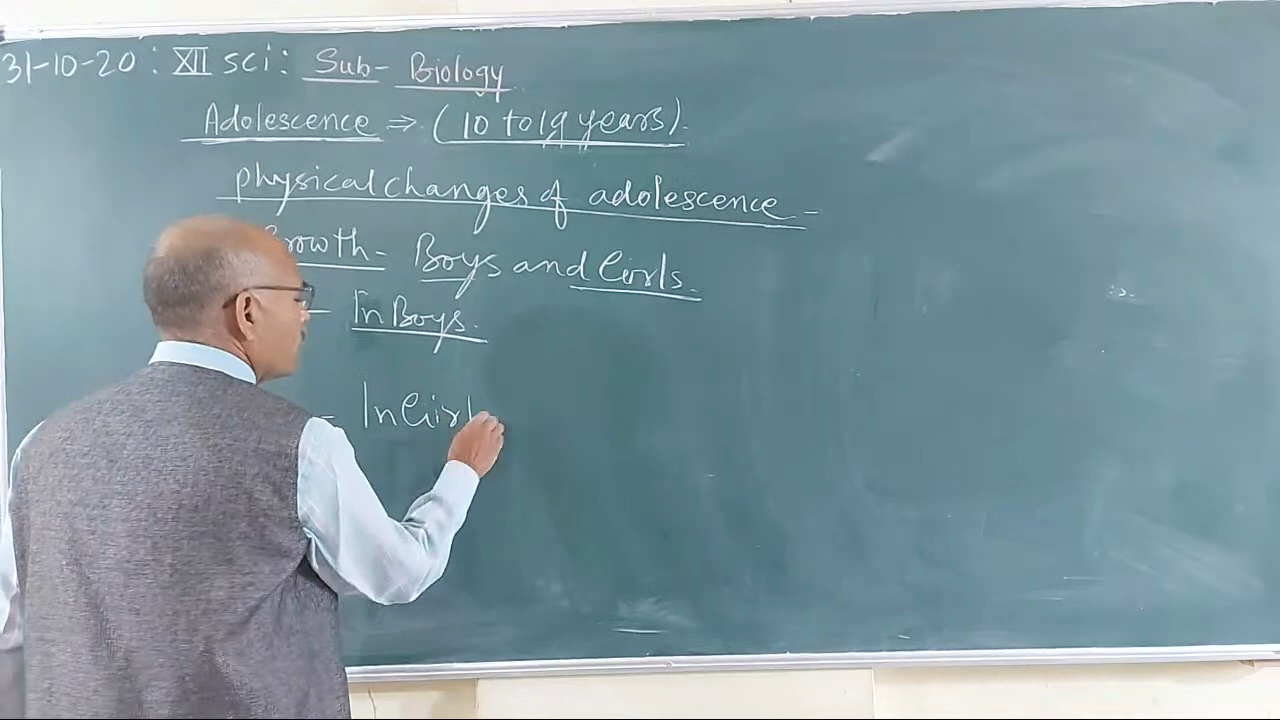 31-10-20 : XII sci : Sub- Biology
Adolescence ⇒ (10 to 19 years).
physical changes of adolescence -
Growth - Boys and Girls.
- In Boys.
- In Girl